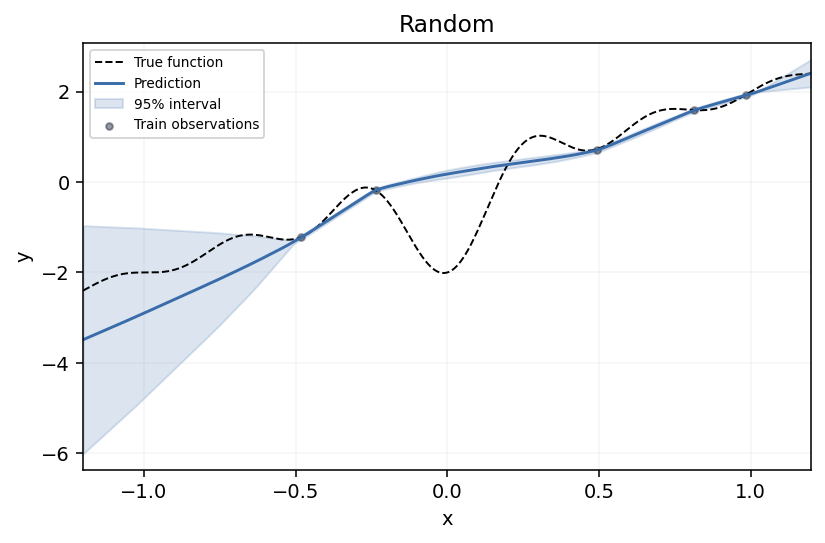 Random
True function
Prediction
95% interval
Train observations
y
2
0
−2
−4
−6
−1.0
−0.5
0.0
0.5
1.0
x